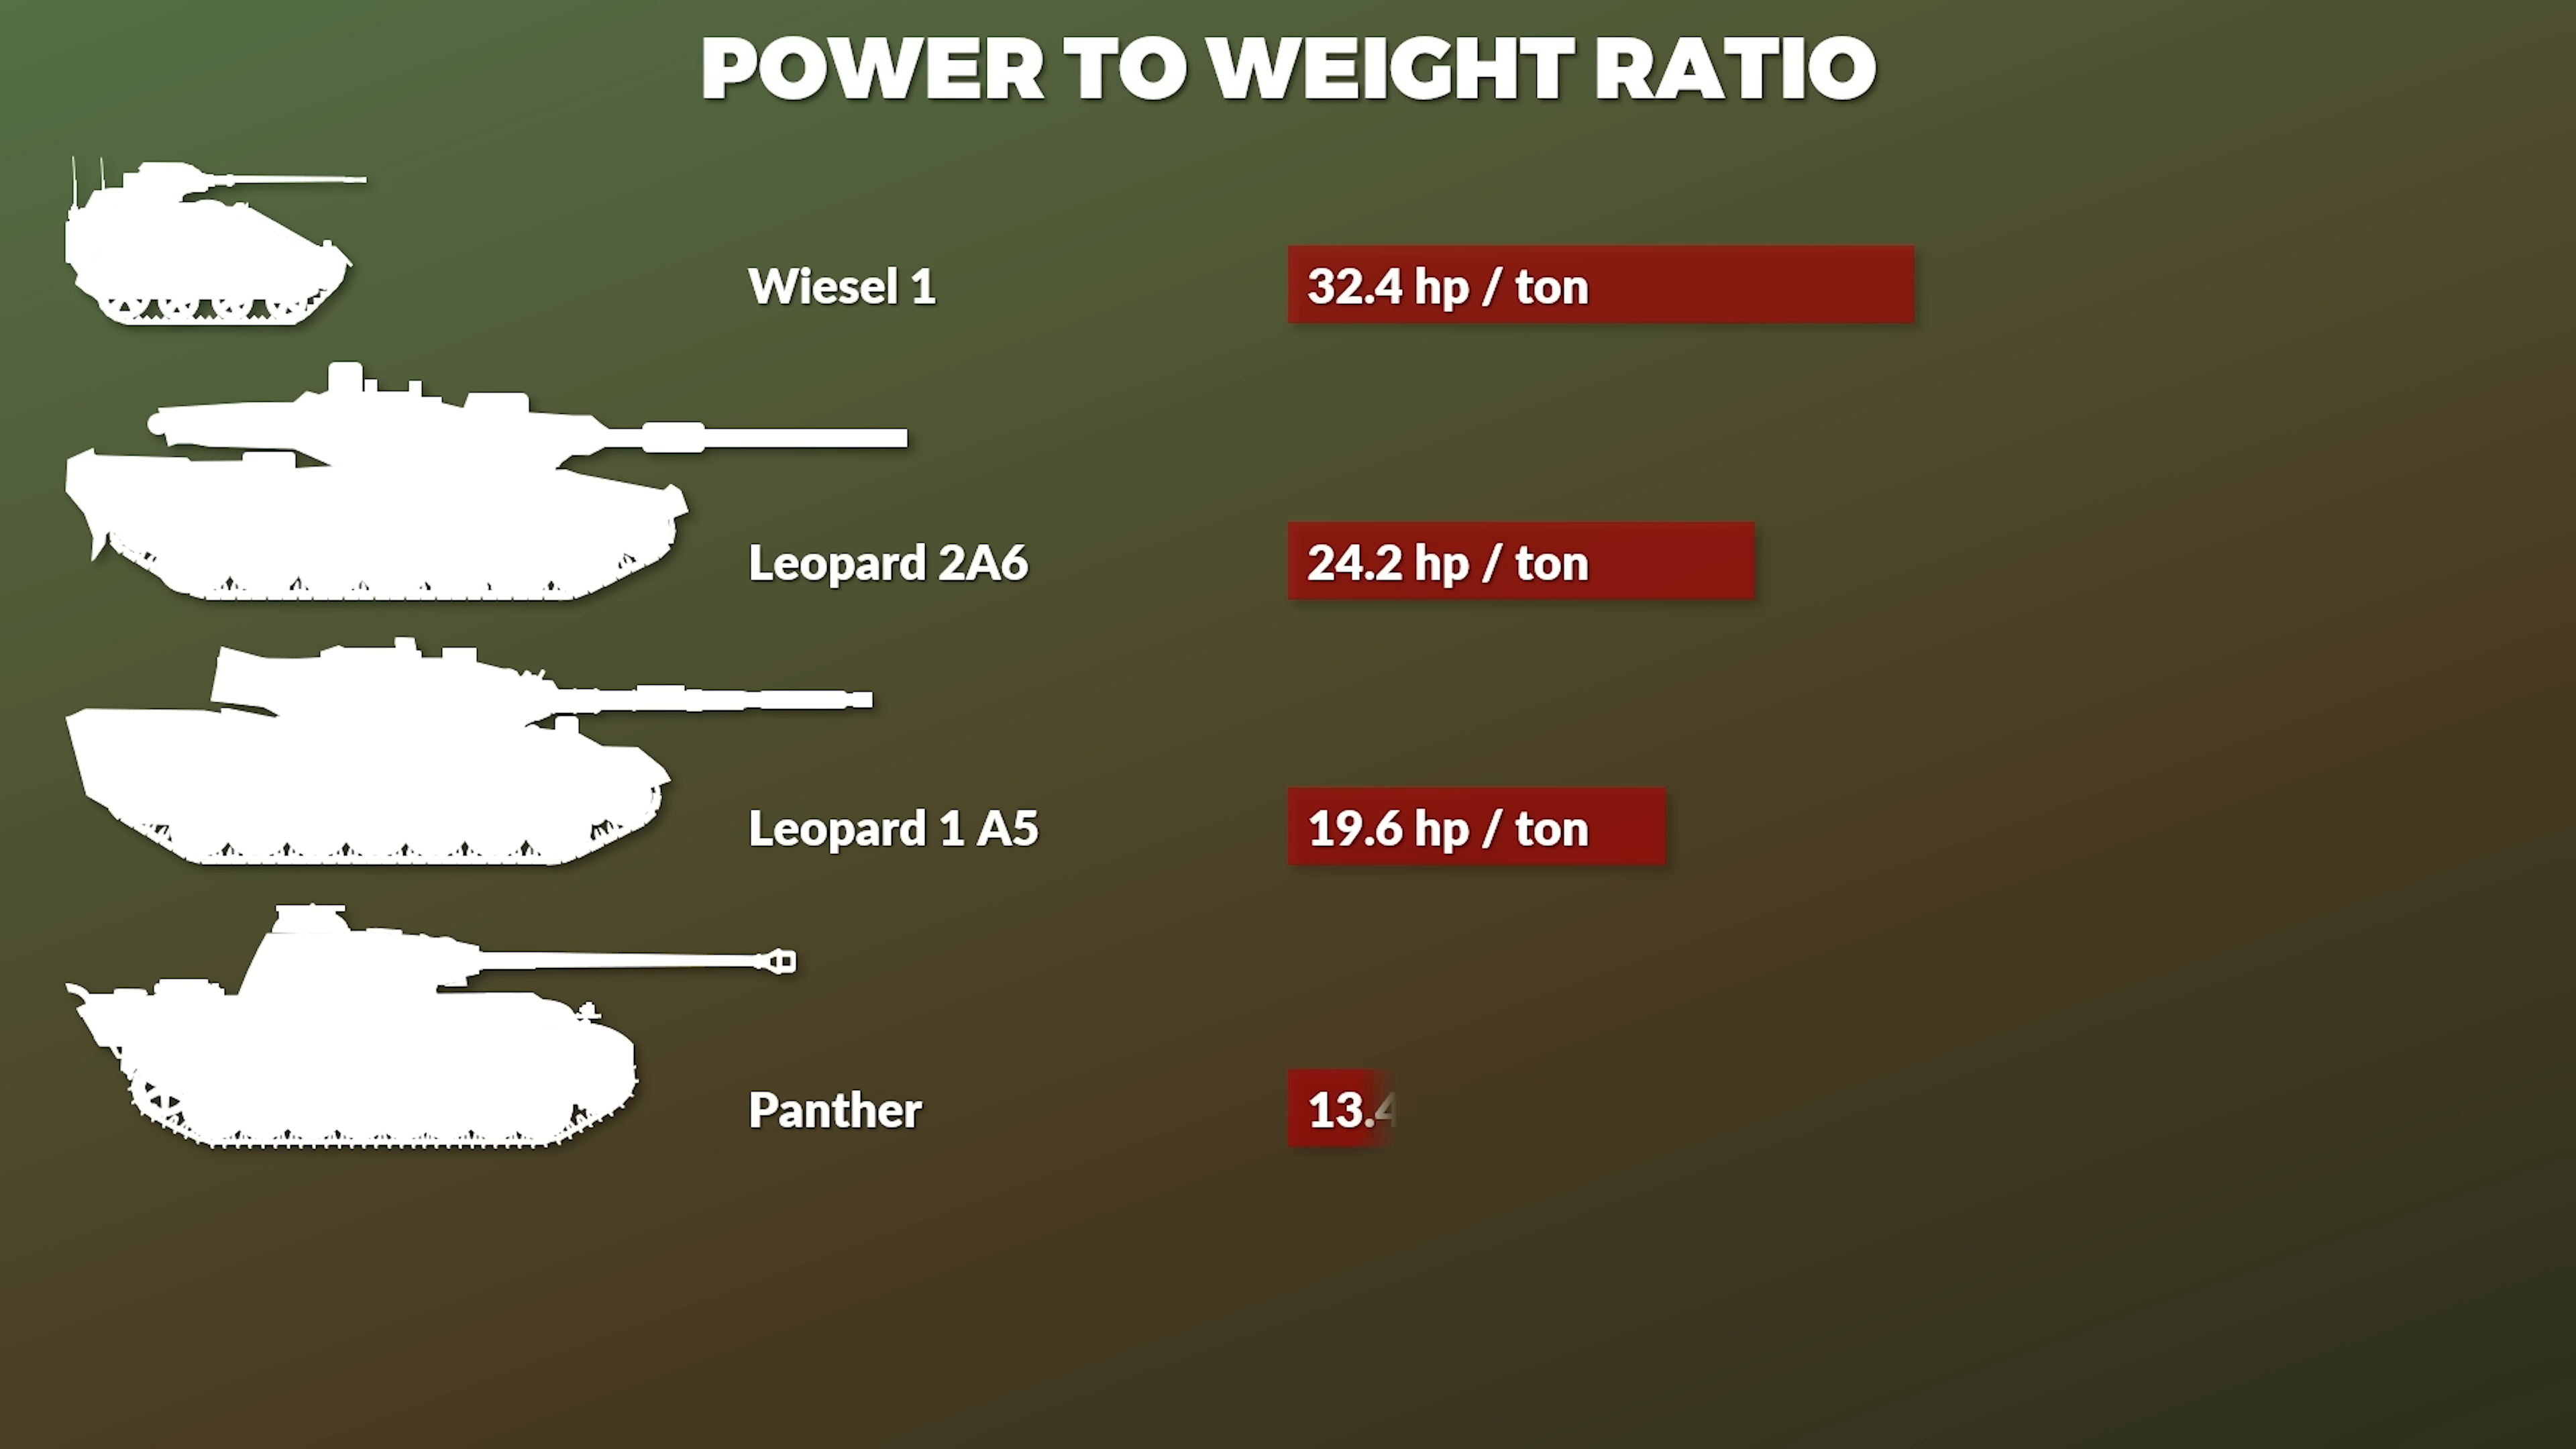 POWER TO WEIGHT RATIO
Wiesel 1
32.4 hp / ton
Leopard 2A6
24.2 hp / ton
Leopard 1 A5
19.6 hp / ton
Panther
13.4